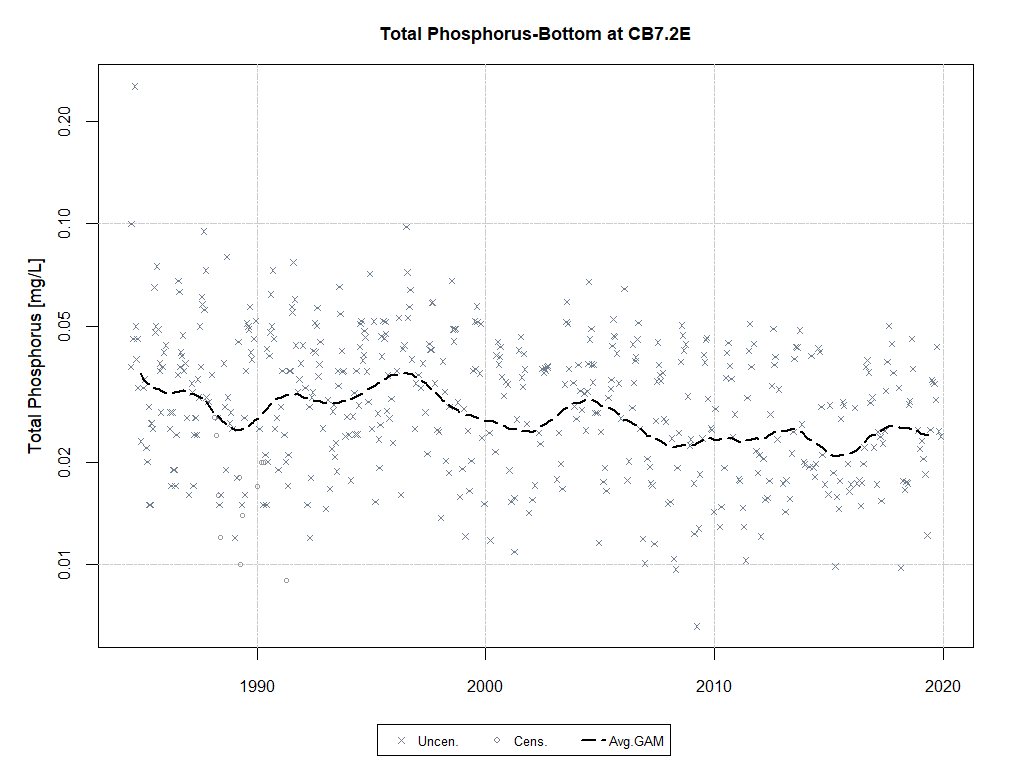 Total Phosphorus-Bottom at CB7.2E
Total Phosphorus [mg/L]
0.20
0.10
0.05
0.02
0.01
1990 2000 2010 2020
Uncen. Cens. Avg.GAM